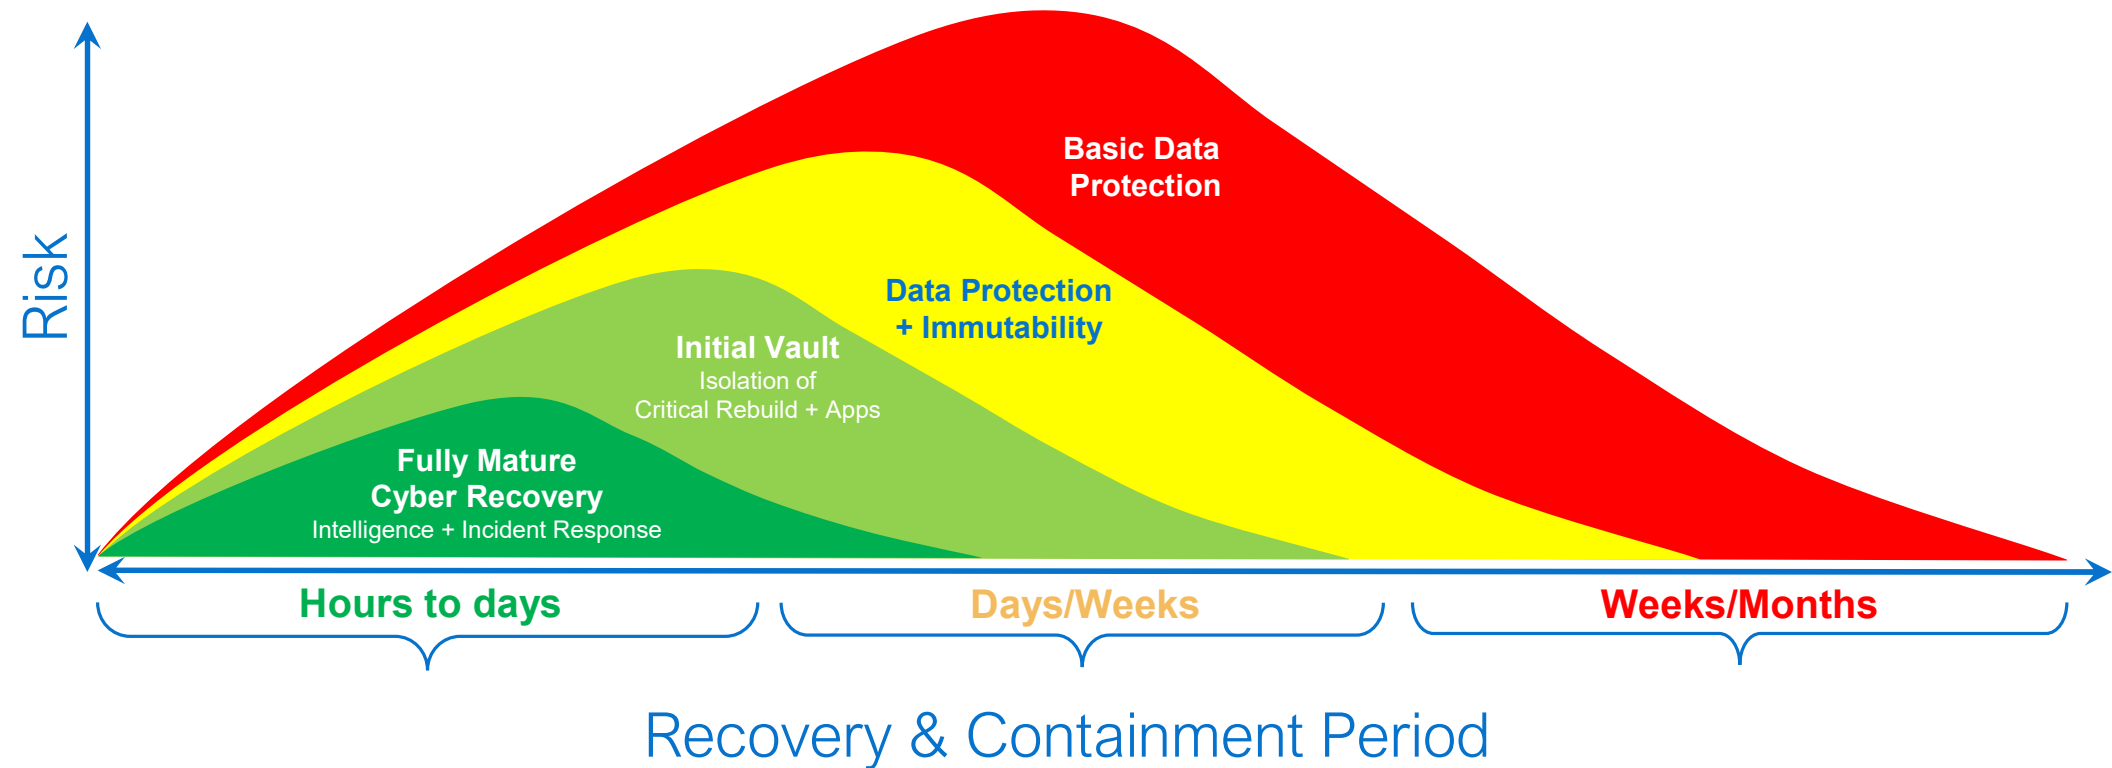 Risk
Basic Data
Protection
Data Protection
+ Immutability
Initial Vault
Isolation of
Critical Rebuild + Apps
Fully Mature
Cyber Recovery
Intelligence + Incident Response
Hours to days
Days/Weeks
Weeks/Months
Recovery & Containment Period